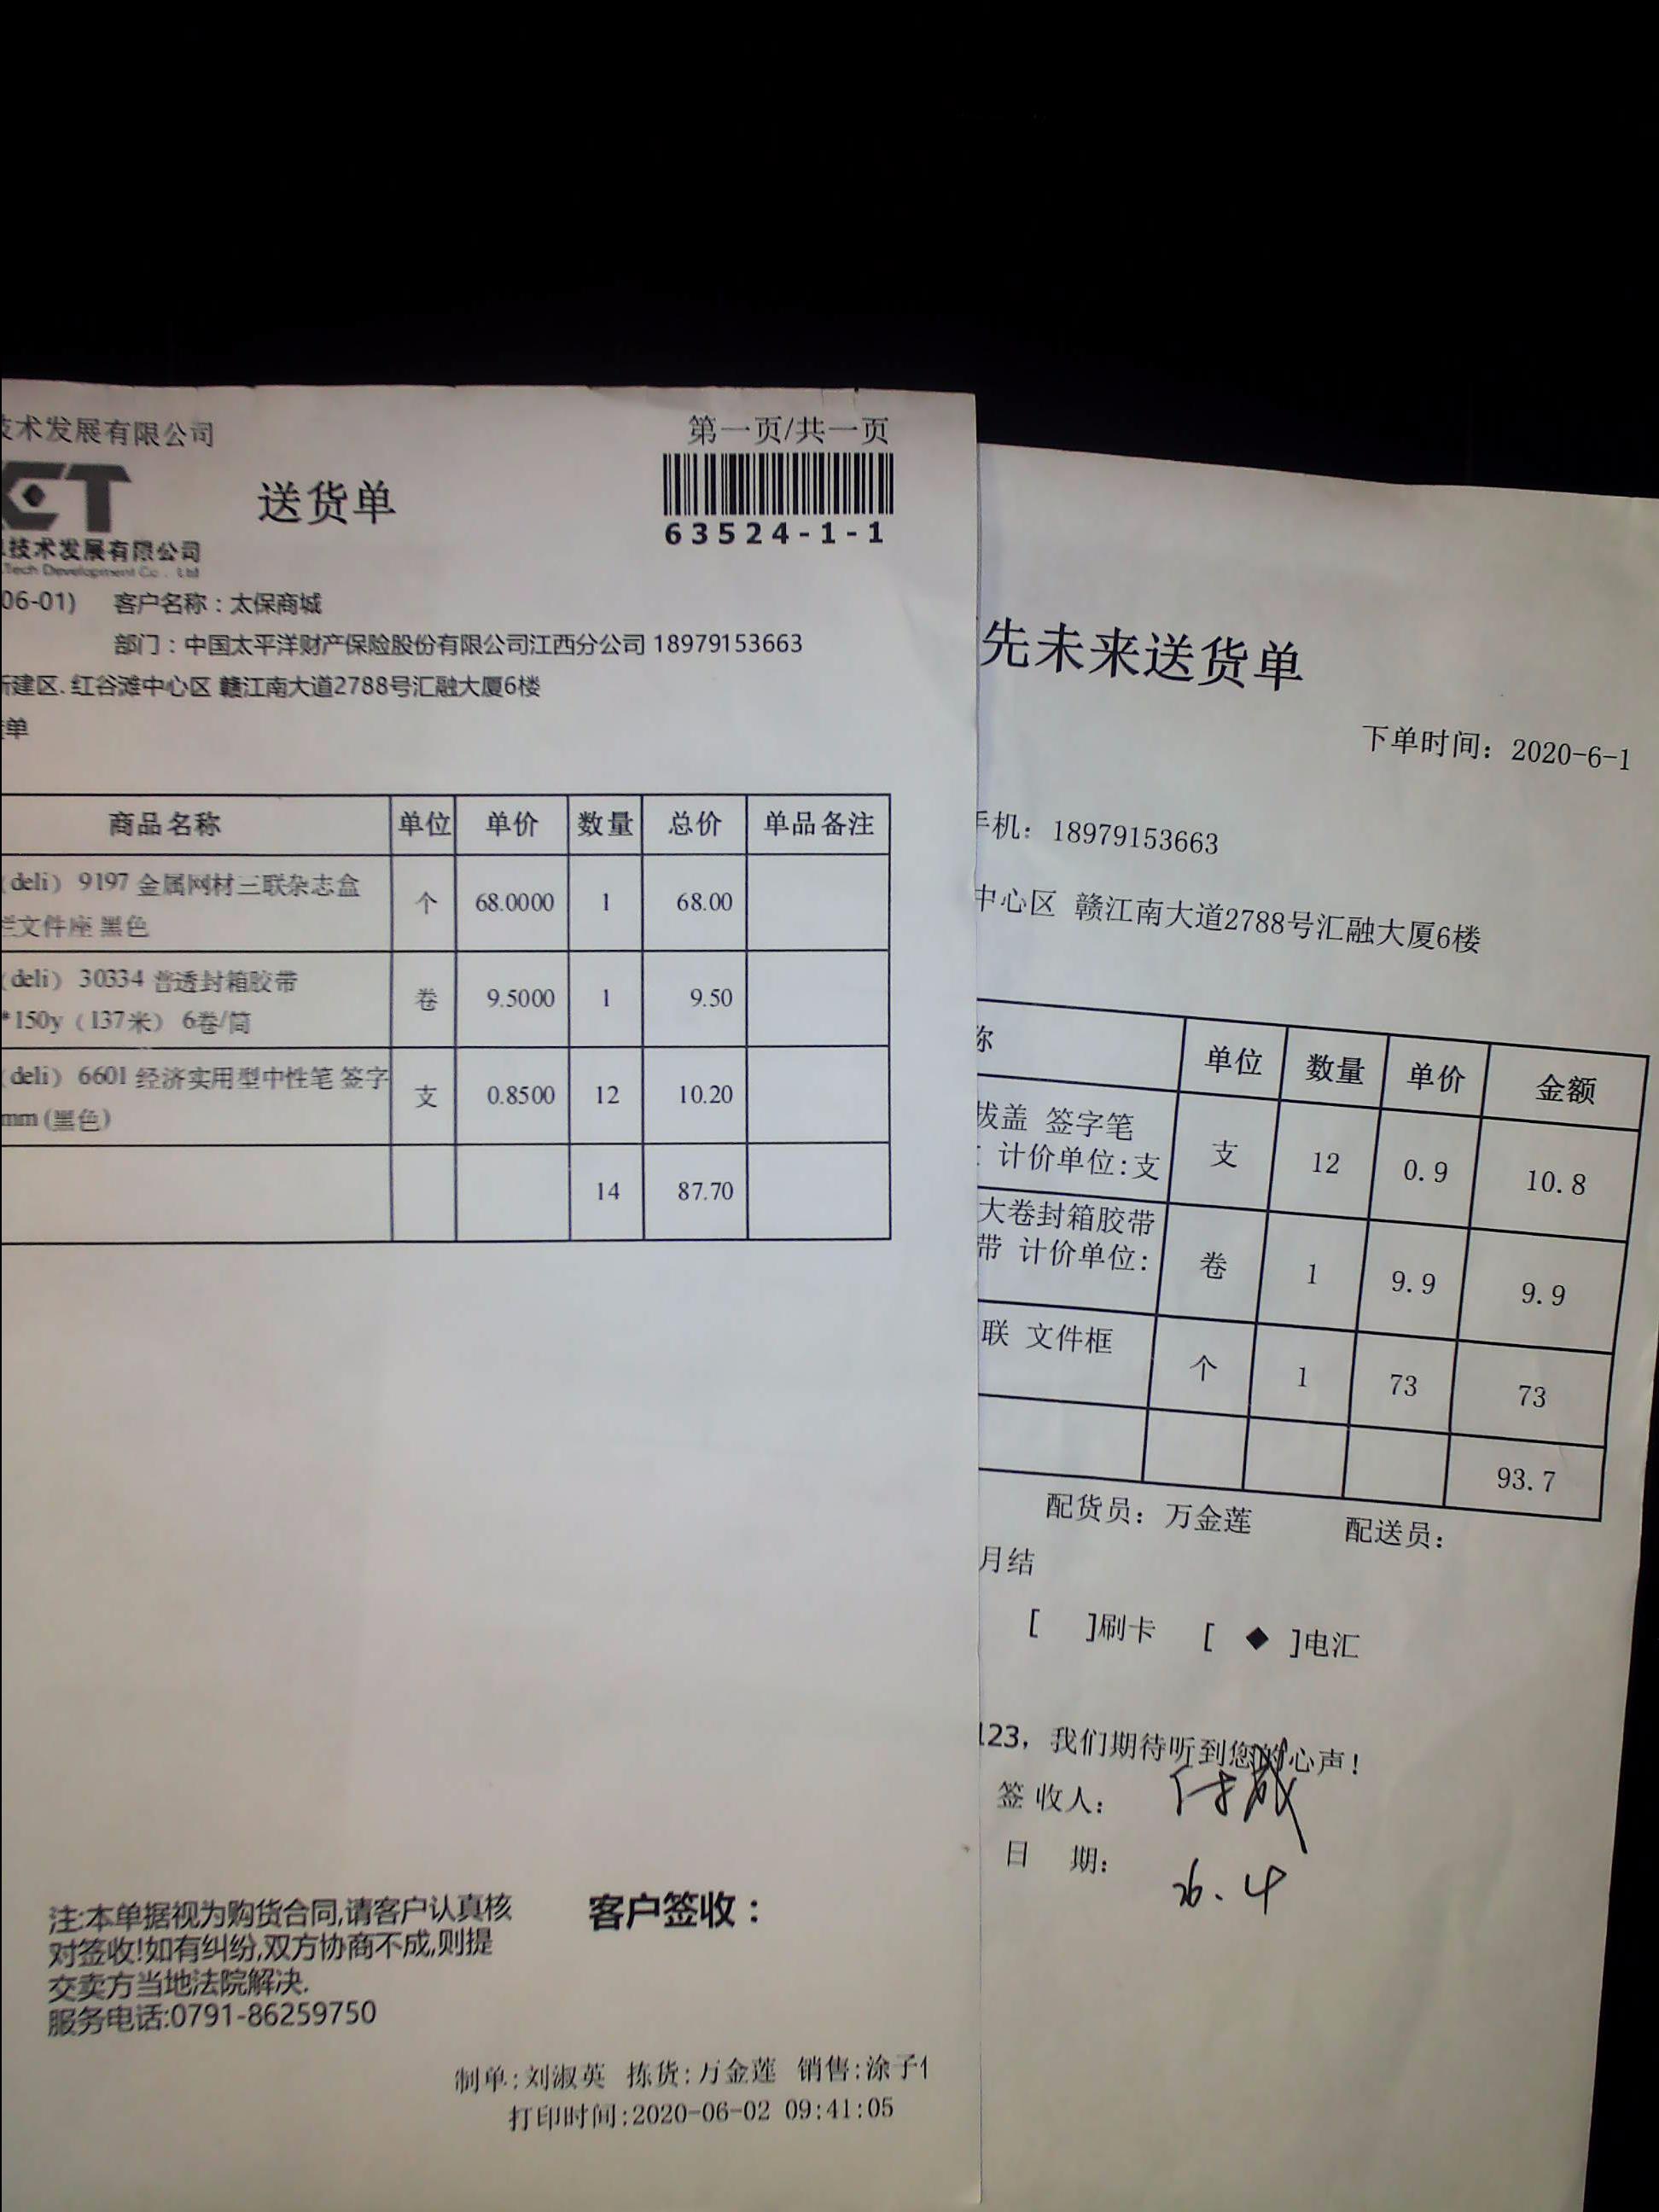 技术发展有限公司
第一页/共一页
送货单
63524-1-1
技术发展有限公司
Tech Development Co., Ltd
06-01) 客户名称：太保商城
部门：中国太平洋财产保险股份有限公司江西分公司 18979153663
新建区.红谷滩中心区 赣江南大道2788号汇融大厦6楼
单
商品名称 单位 单价 数量 总价 单品备注
(deli) 9197 金属网材三联杂志盒
栏文件座 黑色
个 68.0000 1 68.00
(deli) 30334 普透封箱胶带
*150y（137米） 6卷/筒
卷 9.5000 1 9.50
(deli) 6601 经济实用型中性笔 签字
mm (黑色)
支 0.8500 12 10.20
14 87.70
注:本单据视为购货合同,请客户认真核
对签收!如有纠纷,双方协商不成,则提
交卖方当地法院解决.
服务电话:0791-86259750
客户签收：
制单:刘淑英 拣货:万金莲 销售:涂子
打印时间:2020-06-02 09:41:05
先未来送货单
下单时间：2020-6-1
手机：18979153663
中心区 赣江南大道2788号汇融大厦6楼
称 单位 数量 单价 金额
拔盖 签字笔
计价单位:支
支 12 0.9 10.8
大卷封箱胶带
带 计价单位:
卷 1 9.9 9.9
联 文件框
个 1 73 73
93.7
配货员：万金莲 配送员：
月结
[ ]刷卡 [ ◆ ]电汇
123，我们期待听到您的心声！
签 收人：
日 期：